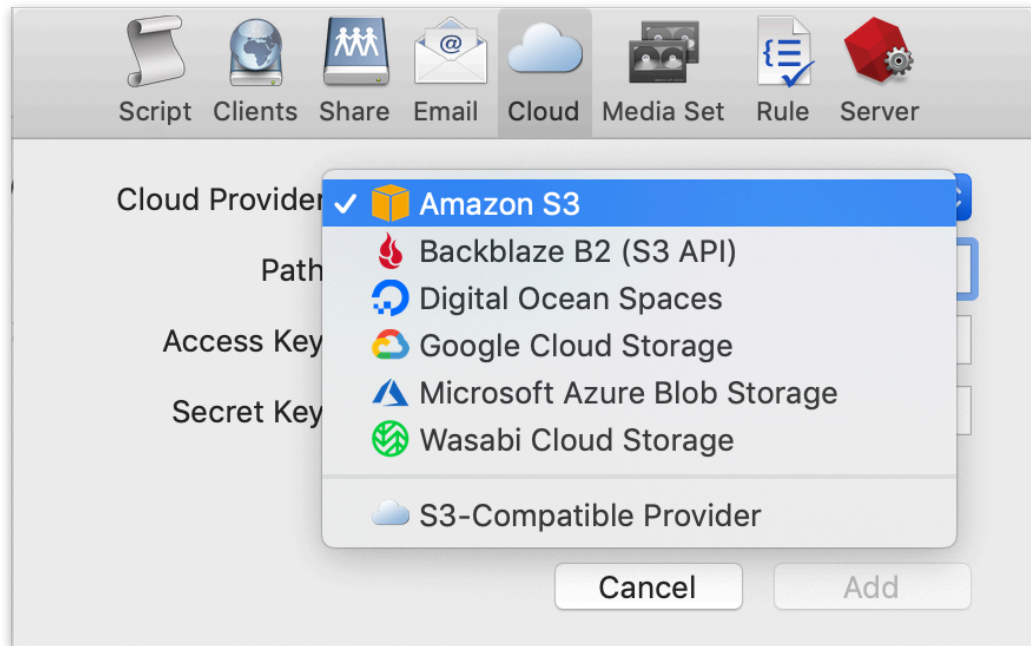 Script Clients Share Email Cloud Media Set Rule Server
Cloud Provider
Amazon S3
Backblaze B2 (S3 API)
Path
Digital Ocean Spaces
Access Key
Google Cloud Storage
Microsoft Azure Blob Storage
Secret Key
Wasabi Cloud Storage
S3-Compatible Provider
Cancel Add